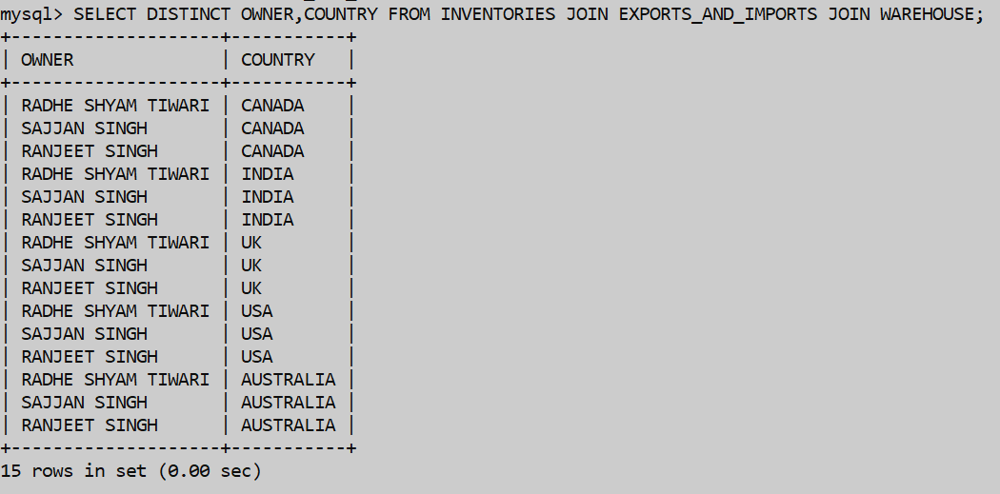 mysql> SELECT DISTINCT OWNER,COUNTRY FROM INVENTORIES JOIN EXPORTS_AND_IMPORTS JOIN WAREHOUSE;
+--------------------+-----------+
| OWNER              | COUNTRY   |
+--------------------+-----------+
| RADHE SHYAM TIWARI | CANADA    |
| SAJJAN SINGH       | CANADA    |
| RANJEET SINGH      | CANADA    |
| RADHE SHYAM TIWARI | INDIA     |
| SAJJAN SINGH       | INDIA     |
| RANJEET SINGH      | INDIA     |
| RADHE SHYAM TIWARI | UK        |
| SAJJAN SINGH       | UK        |
| RANJEET SINGH      | UK        |
| RADHE SHYAM TIWARI | USA       |
| SAJJAN SINGH       | USA       |
| RANJEET SINGH      | USA       |
| RADHE SHYAM TIWARI | AUSTRALIA |
| SAJJAN SINGH       | AUSTRALIA |
| RANJEET SINGH      | AUSTRALIA |
+--------------------+-----------+
15 rows in set (0.00 sec)